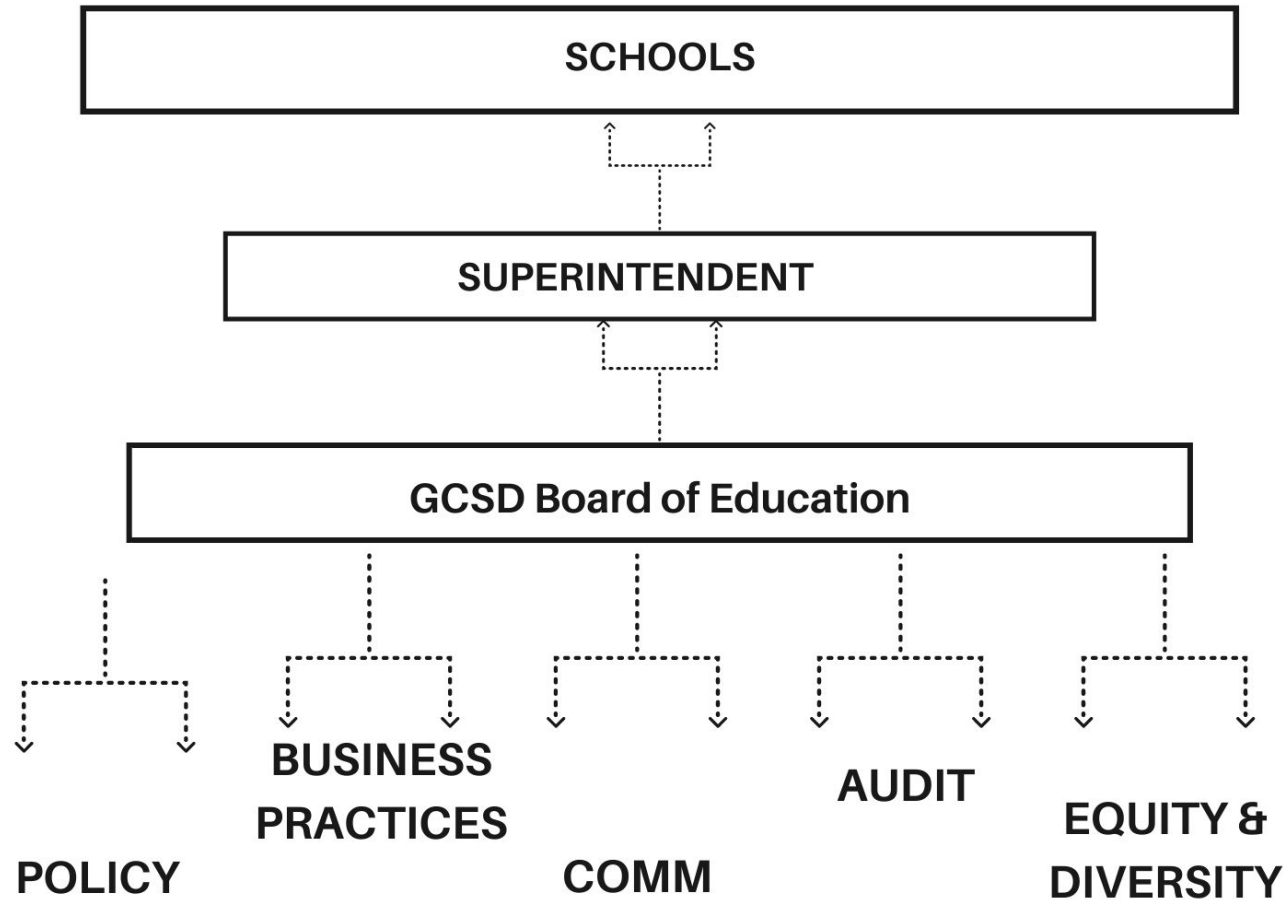 SCHOOLS
SUPERINTENDENT
GCSD Board of Education
POLICY
BUSINESS
PRACTICES
COMM
AUDIT
EQUITY &
DIVERSITY